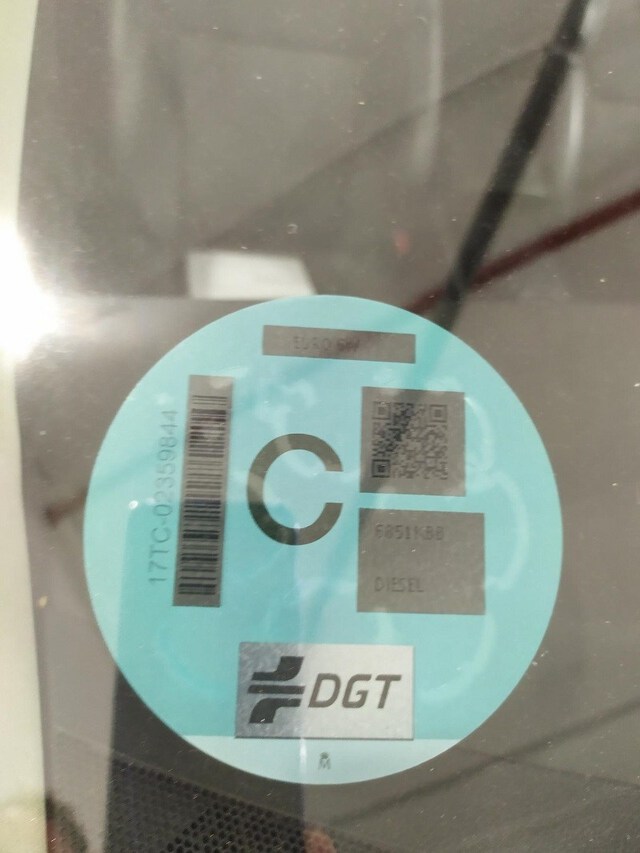 EURO 6W
17TC-02359844
C
6851KBB
DIESEL
DGT
M